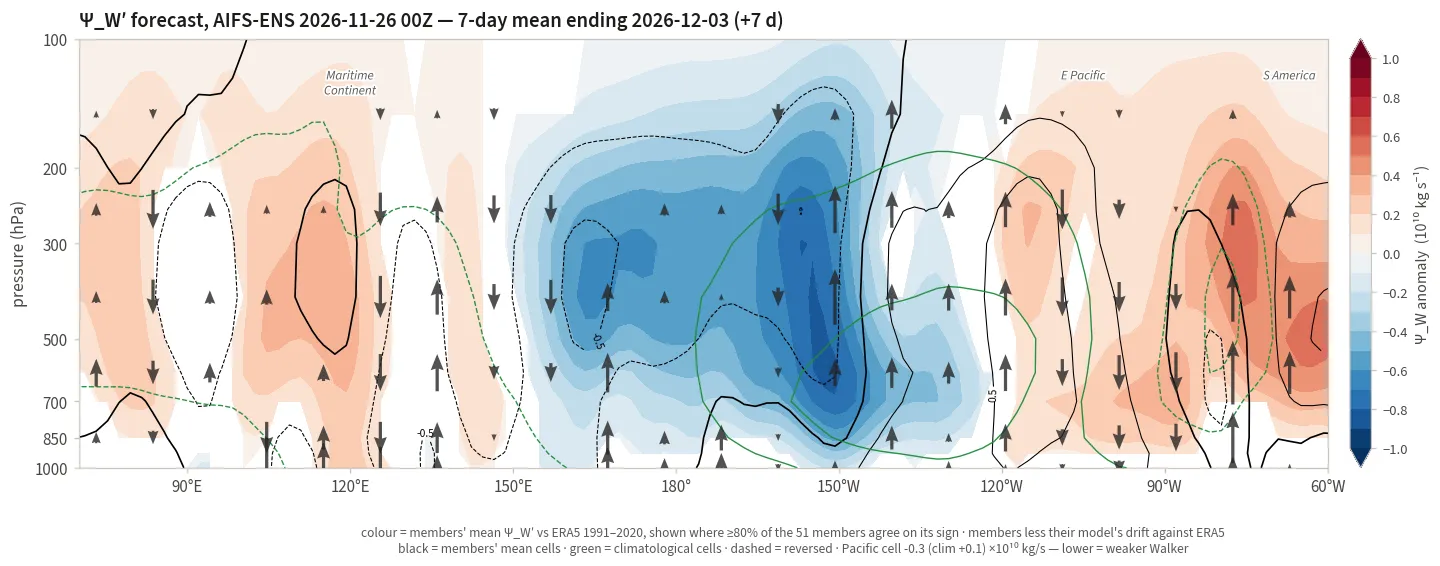 Ψ_W′ forecast, AIFS-ENS 2026-11-26 00Z — 7-day mean ending 2026-12-03 (+7 d)
100
200
300
400
500
700
850
1000
pressure (hPa)
Maritime
Continent
E Pacific
S America
-0.5
-0.5
0.5
90°E
120°E
150°E
180°
150°W
120°W
90°W
60°W
1.0
0.8
0.6
0.4
0.2
0.0
−0.2
−0.4
−0.6
−0.8
−1.0
Ψ_W anomaly (10¹⁰ kg s⁻¹)
colour = members' mean Ψ_W′ vs ERA5 1991–2020, shown where ≥80% of the 51 members agree on its sign · members less their model's drift against ERA5
black = members' mean cells · green = climatological cells · dashed = reversed · Pacific cell -0.3 (clim +0.1) ×10¹⁰ kg/s — lower = weaker Walker